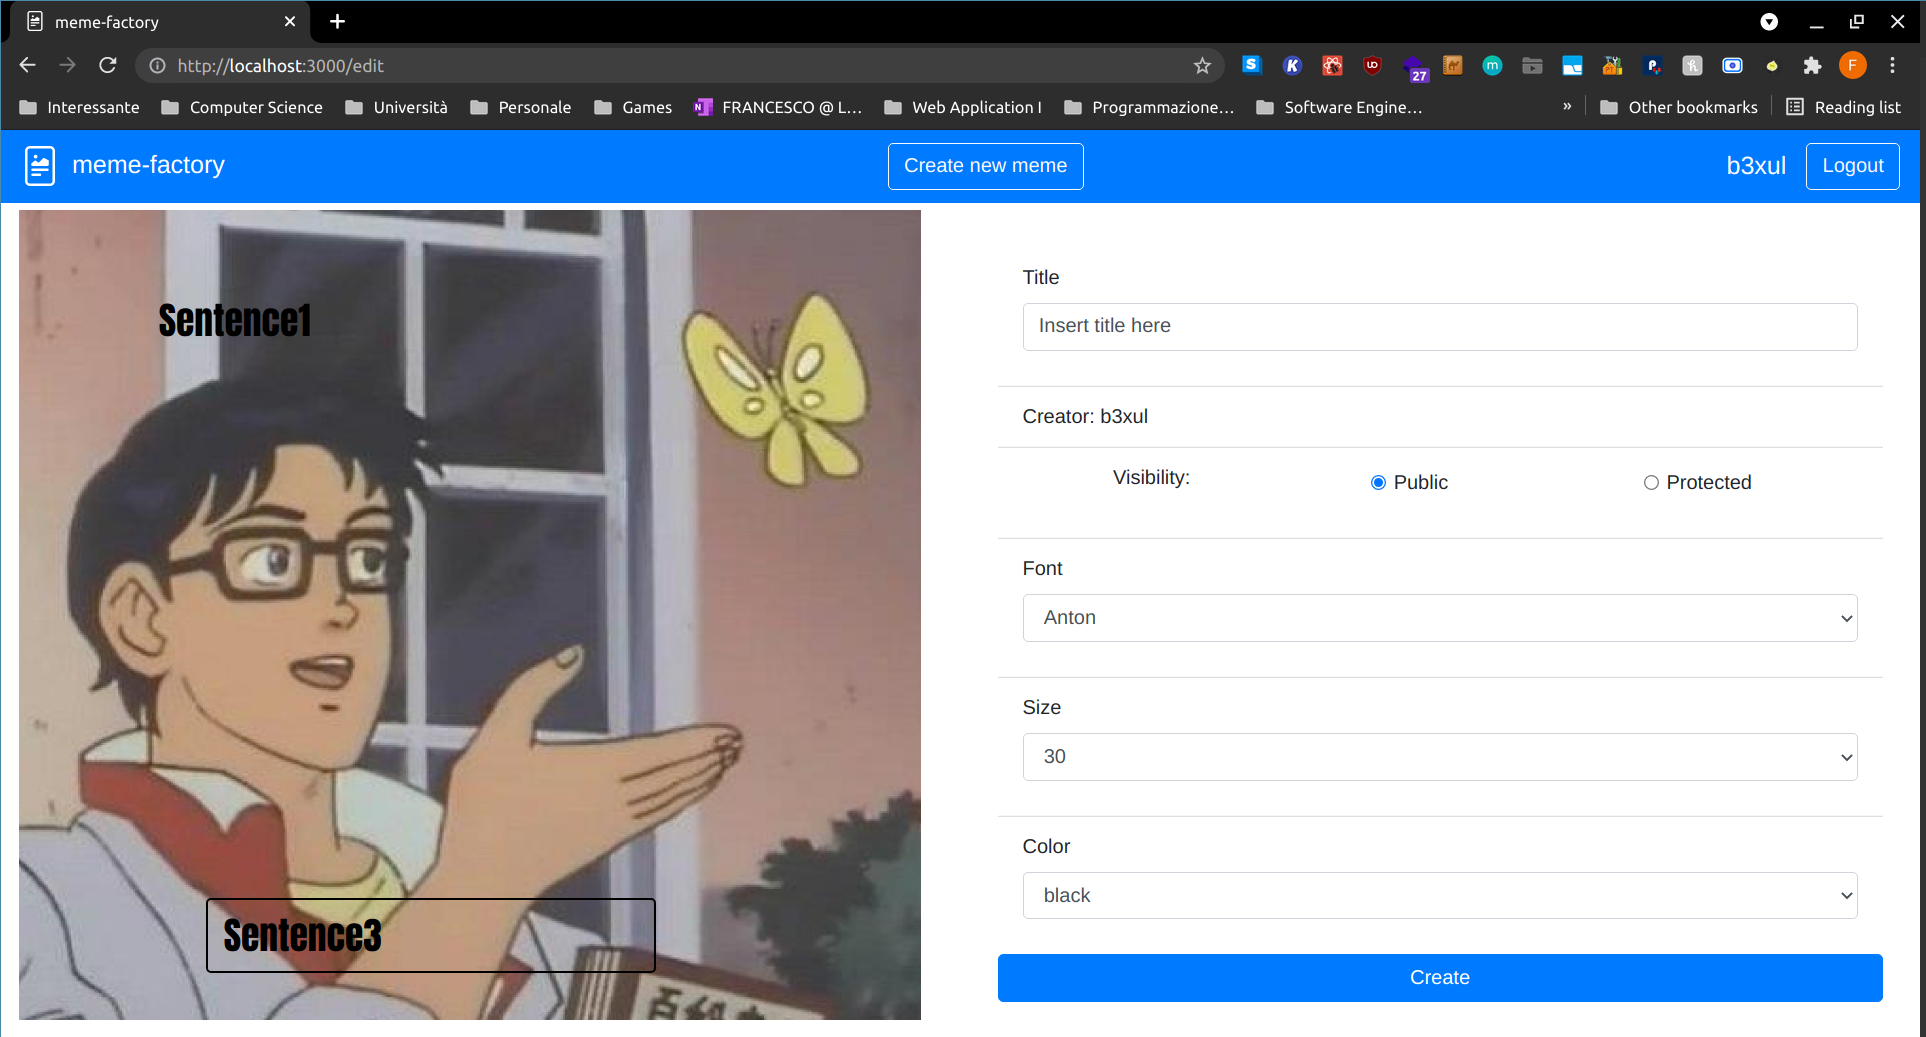 meme-factory
http://localhost:3000/edit
27
F
Interessante
Computer Science
Università
Personale
Games
FRANCESCO @ L...
Web Application I
Programmazione...
Software Engine...
»
Other bookmarks
Reading list
meme-factory
Create new meme
b3xul
Logout
Sentence1
Sentence3
Title
Insert title here
Creator: b3xul
Visibility:
Public
Protected
Font
Anton
Size
30
Color
black
Create